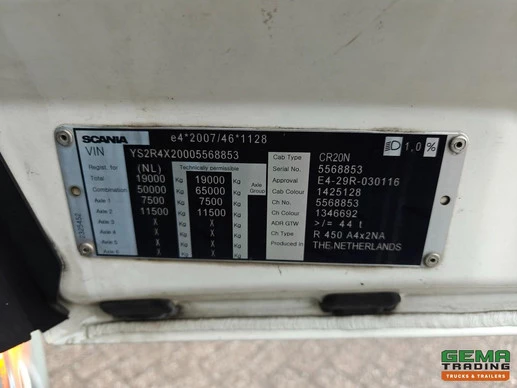 SCANIA e4*2007/46*1128
VIN YS2R4X20005568853
Regist. for (NL) Technically permissible
Total 19000 Kg 19000 Kg
Combination 50000 Kg 65000 Kg Axle Group
Axle 1 7500 Kg 7500 Kg
Axle 2 11500 Kg 11500 Kg
Axle 3 X Kg X Kg
Axle 4 X Kg X Kg
Axle 5 X Kg X Kg
X X
Cab Type CR20N 1,0 %
Serial No. 5568853
Approval E4-29R-030116
Cab Colour 1425128
Ch No. 5568853
Ch Colour 1346692
ADR GTW >/= 44 t
Ch Type R 450 A4x2NA
Produced in THE.NETHERLANDS
GEMA
TRADING
TRUCKS & TRAILERS